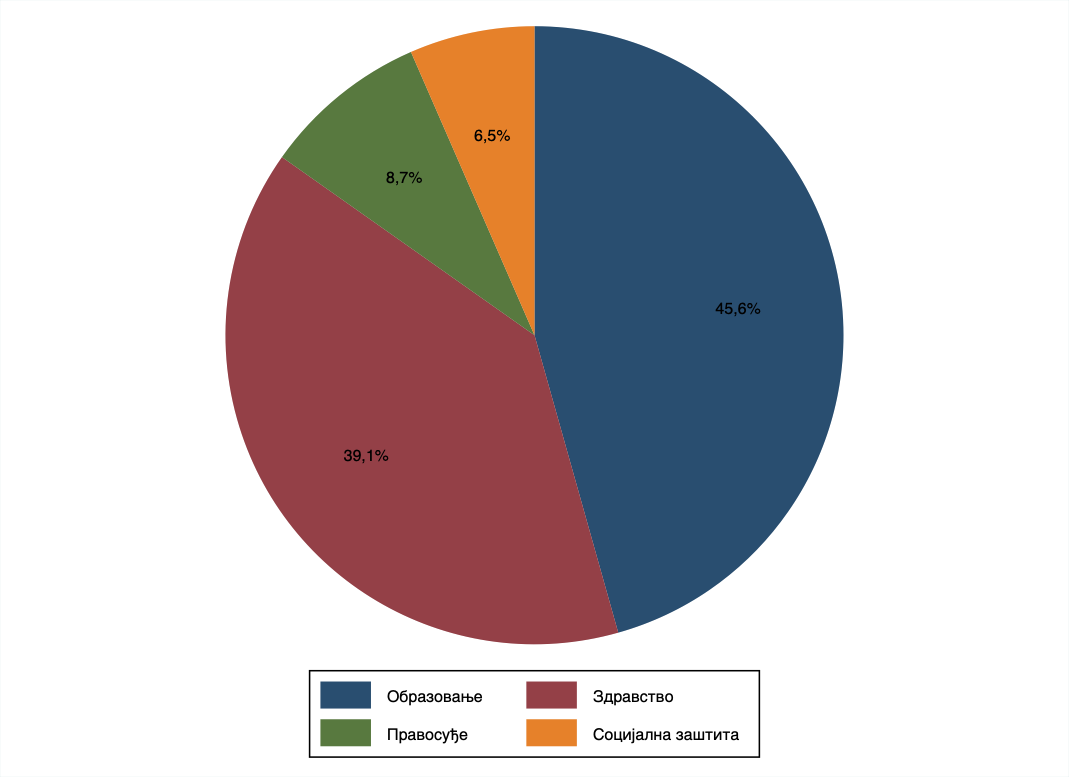 6,5%
8,7%
45,6%
39,1%
Образовање
Здравство
Правосуђе
Социјална заштита